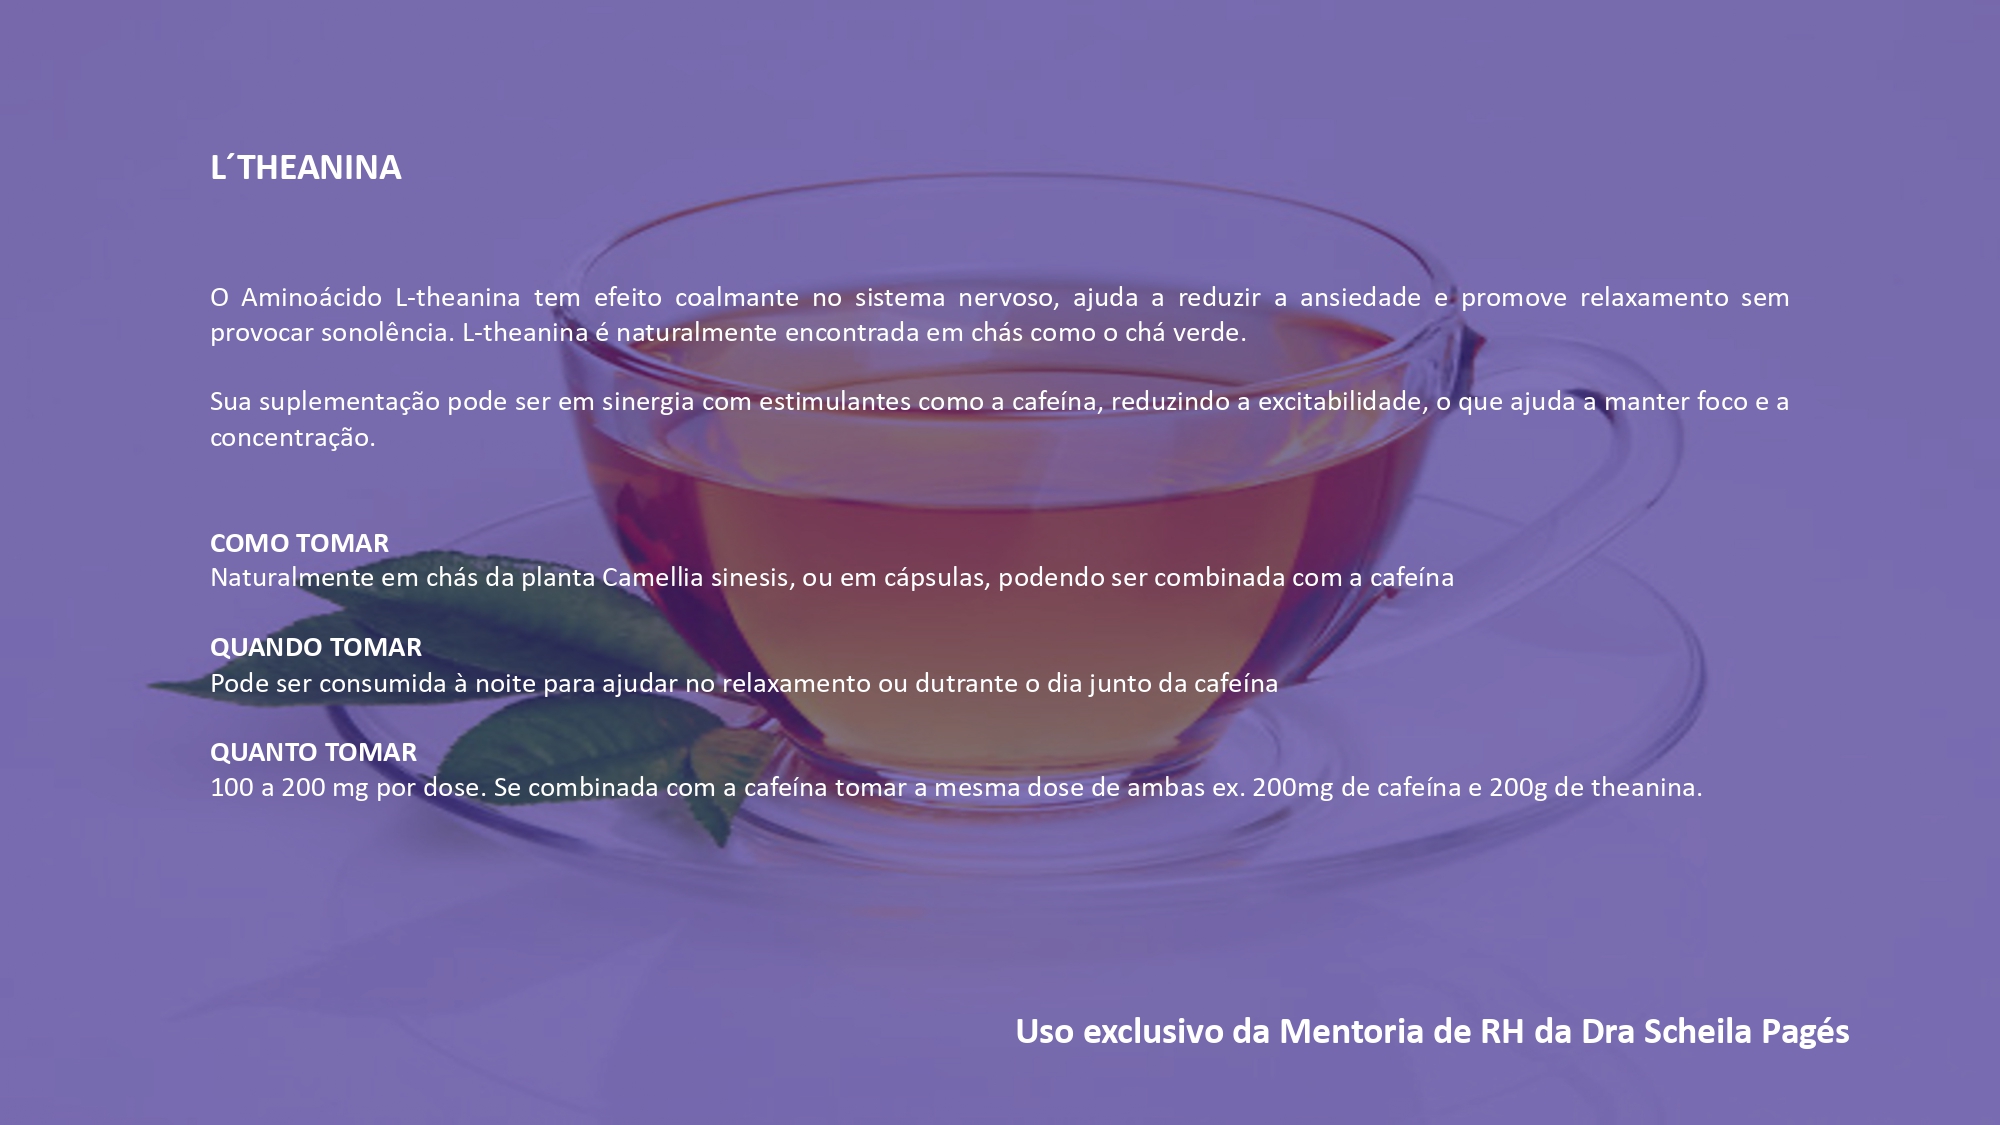 L´THEANINA
O Aminoácido L-theanina tem efeito coalmante no sistema nervoso, ajuda a reduzir a ansiedade e promove relaxamento sem
provocar sonolência. L-theanina é naturalmente encontrada em chás como o chá verde.
Sua suplementação pode ser em sinergia com estimulantes como a cafeína, reduzindo a excitabilidade, o que ajuda a manter foco e a
concentração.
COMO TOMAR
Naturalmente em chás da planta Camellia sinesis, ou em cápsulas, podendo ser combinada com a cafeína
QUANDO TOMAR
Pode ser consumida à noite para ajudar no relaxamento ou dutrante o dia junto da cafeína
QUANTO TOMAR
100 a 200 mg por dose. Se combinada com a cafeína tomar a mesma dose de ambas ex. 200mg de cafeína e 200g de theanina.
Uso exclusivo da Mentoria de RH da Dra Scheila Pagés